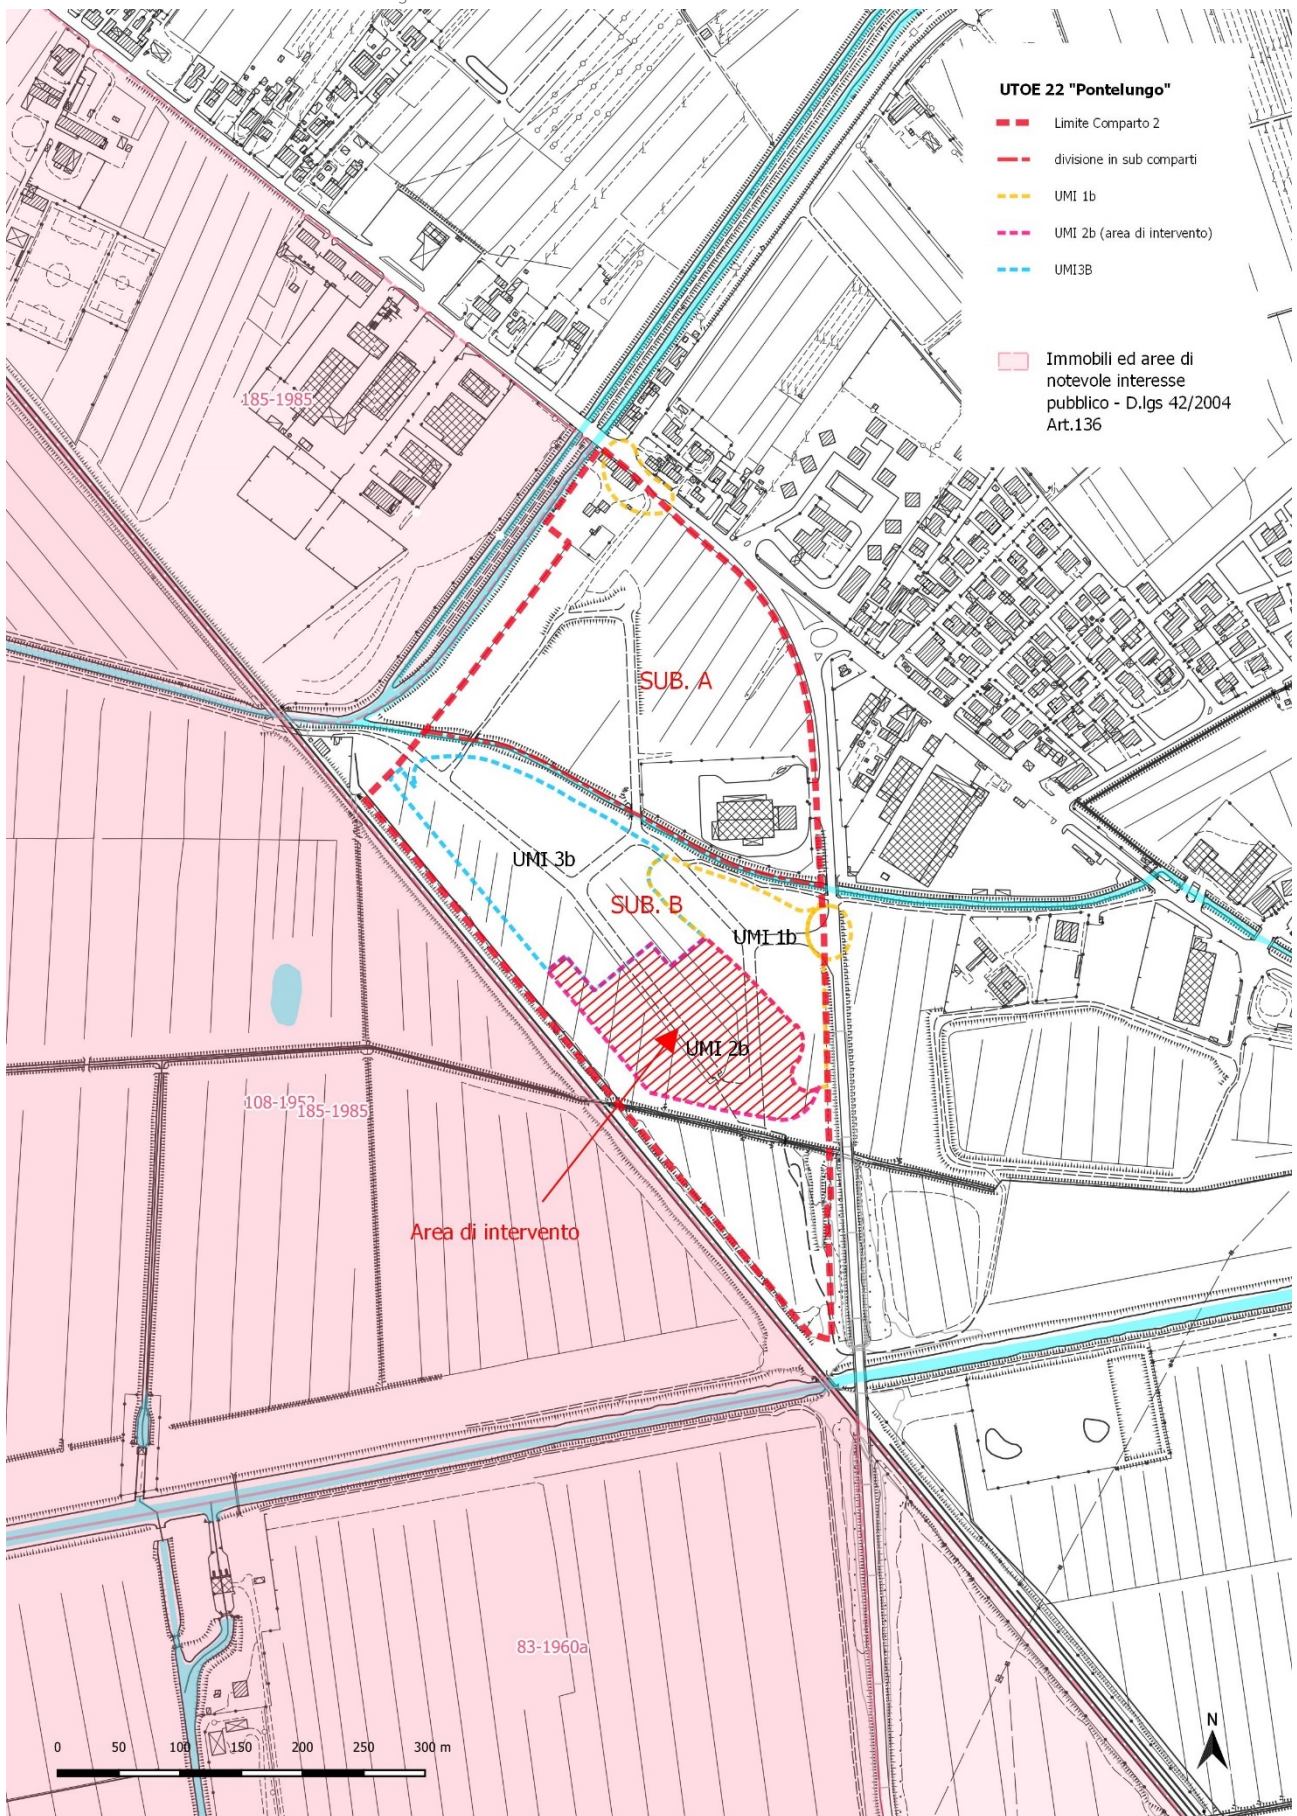 UTOE 22 "Pontelungo"
Limite Comparto 2
divisione in sub comparti
UMI 1b
UMI 2b (area di intervento)
UMI3B
Immobili ed aree di
notevole interesse
pubblico - D.lgs 42/2004
Art.136
185-1985
SUB. A
UMI 3b
SUB. B
UMI 1b
UMI 2b
108-1952
185-1985
Area di intervento
83-1960a
N
0 50 100 150 200 250 300 m